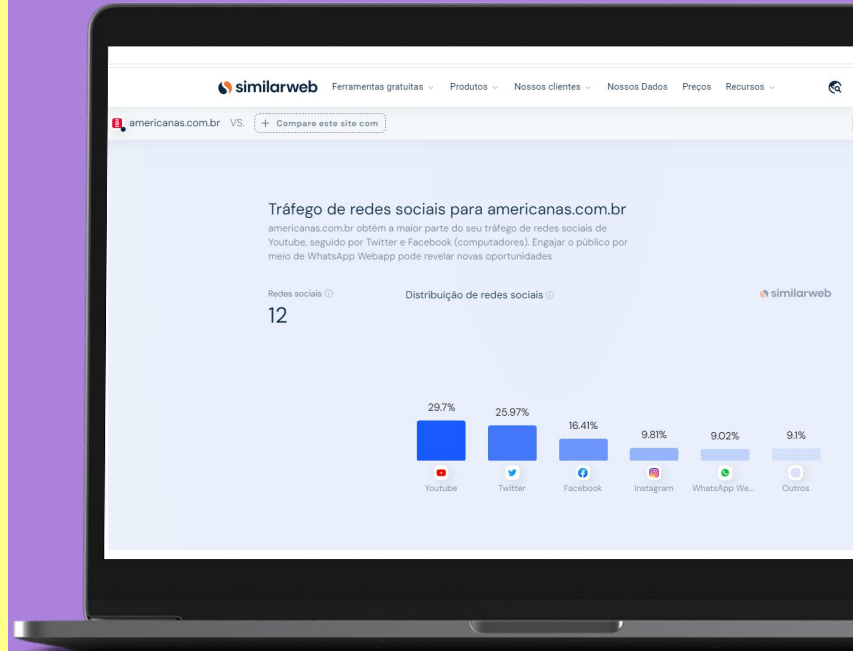 similarweb Ferramentas gratuitas Produtos Nossos clientes Nossos Dados Preços Recursos
americanas.com.br VS. + Compare este site com
Tráfego de redes sociais para americanas.com.br
americanas.com.br obtém a maior parte do seu tráfego de redes sociais de
Youtube, seguido por Twitter e Facebook (computadores). Engajar o público por
meio de WhatsApp Webapp pode revelar novas oportunidades
Redes sociais
12
Distribuição de redes sociais
similarweb
29.7% 25.97% 16.41% 9.81% 9.02% 9.1%
Youtube Twitter Facebook Instagram WhatsApp We... Outros